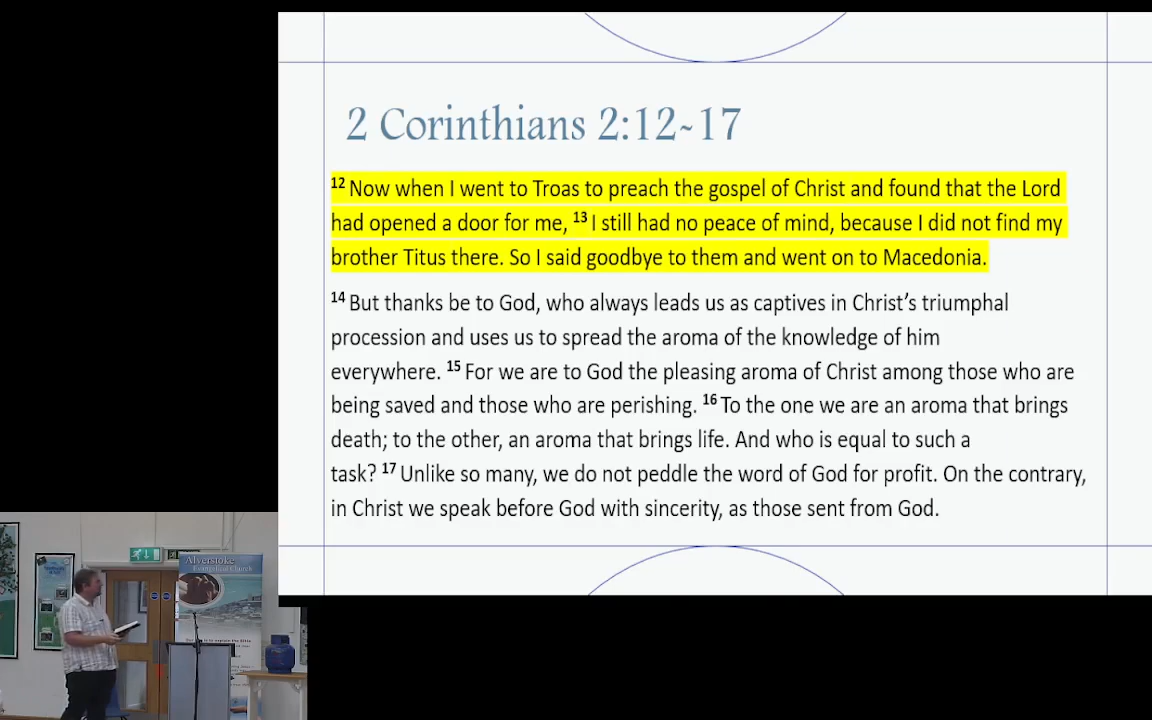 2 Corinthians 2:12-17
12 Now when I went to Troas to preach the gospel of Christ and found that the Lord
had opened a door for me, 13 I still had no peace of mind, because I did not find my
brother Titus there. So I said goodbye to them and went on to Macedonia.
14 But thanks be to God, who always leads us as captives in Christ’s triumphal
procession and uses us to spread the aroma of the knowledge of him
everywhere. 15 For we are to God the pleasing aroma of Christ among those who are
being saved and those who are perishing. 16 To the one we are an aroma that brings
death; to the other, an aroma that brings life. And who is equal to such a
task? 17 Unlike so many, we do not peddle the word of God for profit. On the contrary,
in Christ we speak before God with sincerity, as those sent from God.
Alverstoke
Evangelical Church